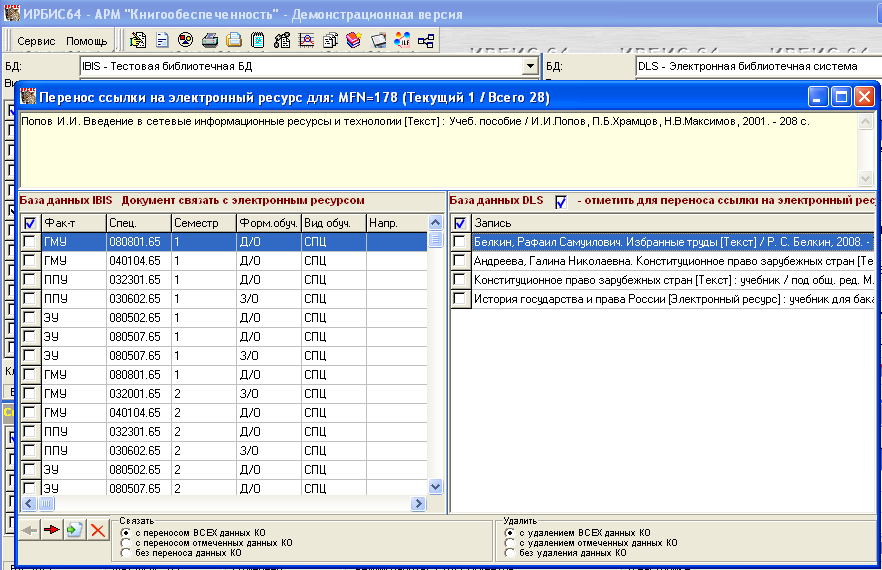 ИРБИС64 - АРМ "Книгообеспеченность" - Демонстрационная версия
Сервис Помощь
БД: IBIS - Тестовая библиотечная БД БД: DLS - Электронная библиотечная система
Перенос ссылки на электронный ресурс для: MFN=178 (Текущий 1 / Всего 28)
Попов И.И. Введение в сетевые информационные ресурсы и технологии [Текст] : Учеб. пособие / И.И.Попов, П.Б.Храмцов, Н.В.Максимов, 2001. - 208 с.
База данных IBIS Документ связать с электронным ресурсом
База данных DLS - отметить для переноса ссылки на электронный рес
Фак-т Спец. Семестр Форм.обуч. Вид обуч. Напр.
ГМУ 080801.65 1 Д/О СПЦ
ГМУ 040104.65 1 Д/О СПЦ
ППУ 032301.65 1 Д/О СПЦ
ППУ 030602.65 1 З/О СПЦ
ЭУ 080502.65 1 Д/О СПЦ
ЭУ 080507.65 1 Д/О СПЦ
ЭУ 080507.65 1 З/О СПЦ
ГМУ 080801.65 1 Д/О СПЦ
ГМУ 032001.65 2 З/О СПЦ
ГМУ 040104.65 2 Д/О СПЦ
ППУ 032301.65 2 Д/О СПЦ
ППУ 030602.65 2 З/О СПЦ
ЭУ 080502.65 2 Д/О СПЦ
ЭУ 080507.65 2 Д/О СПЦ
Запись
Белкин, Рафаил Самуилович. Избранные труды [Текст] / Р. С. Белкин, 2008. -
Андреева, Галина Николаевна. Конституционное право зарубежных стран [Те
Конституционное право зарубежных стран [Текст] : учебник / под общ. ред. М.
История государства и права России [Электронный ресурс] : учебник для бака
Связать
с переносом ВСЕХ данных КО
с переносом отмеченных данных КО
без переноса данных КО
Удалить
с удалением ВСЕХ данных КО
с удалением отмеченных данных КО
без удаления данных КО